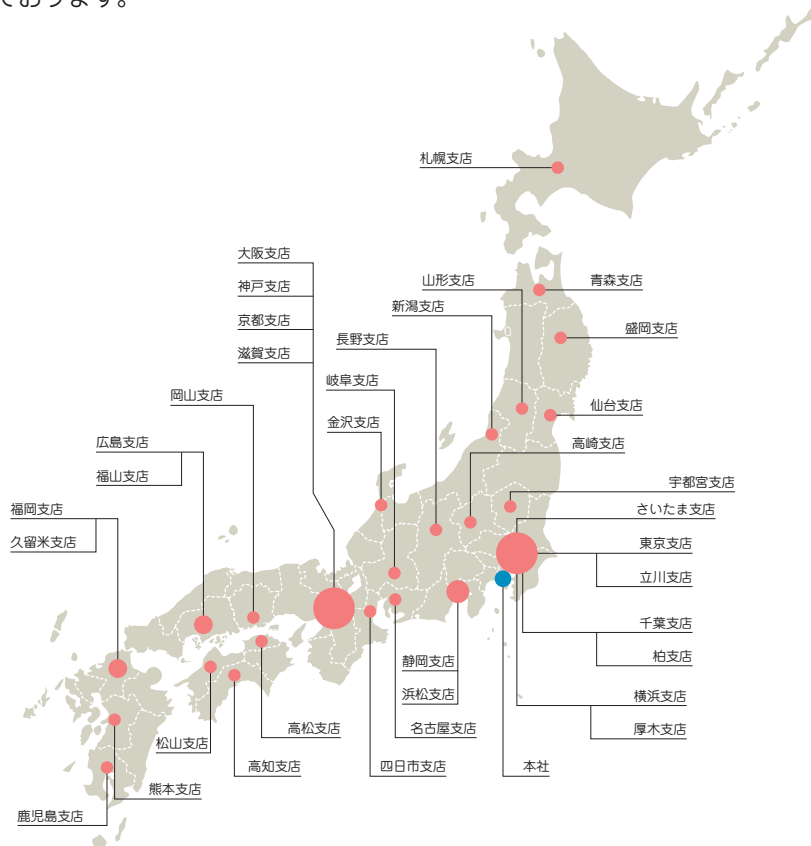 ております。
札幌支店
大阪支店
神戸支店
京都支店
滋賀支店
山形支店
青森支店
新潟支店
盛岡支店
長野支店
岐阜支店
岡山支店
金沢支店
仙台支店
広島支店
福山支店
高崎支店
宇都宮支店
福岡支店
久留米支店
さいたま支店
東京支店
立川支店
千葉支店
柏支店
静岡支店
浜松支店
横浜支店
厚木支店
高松支店
名古屋支店
松山支店
高知支店
四日市支店
本社
熊本支店
鹿児島支店